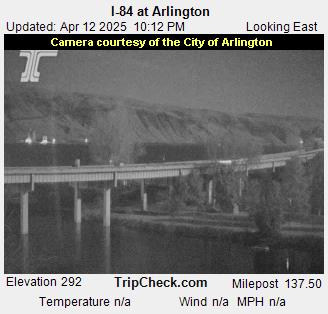 I-84 at Arlington
Updated: Apr 12 2025 10:12 PM Looking East
Camera courtesy of the City of Arlington
Elevation 292 TripCheck.com Milepost 137.50
Temperature n/a Wind n/a MPH n/a